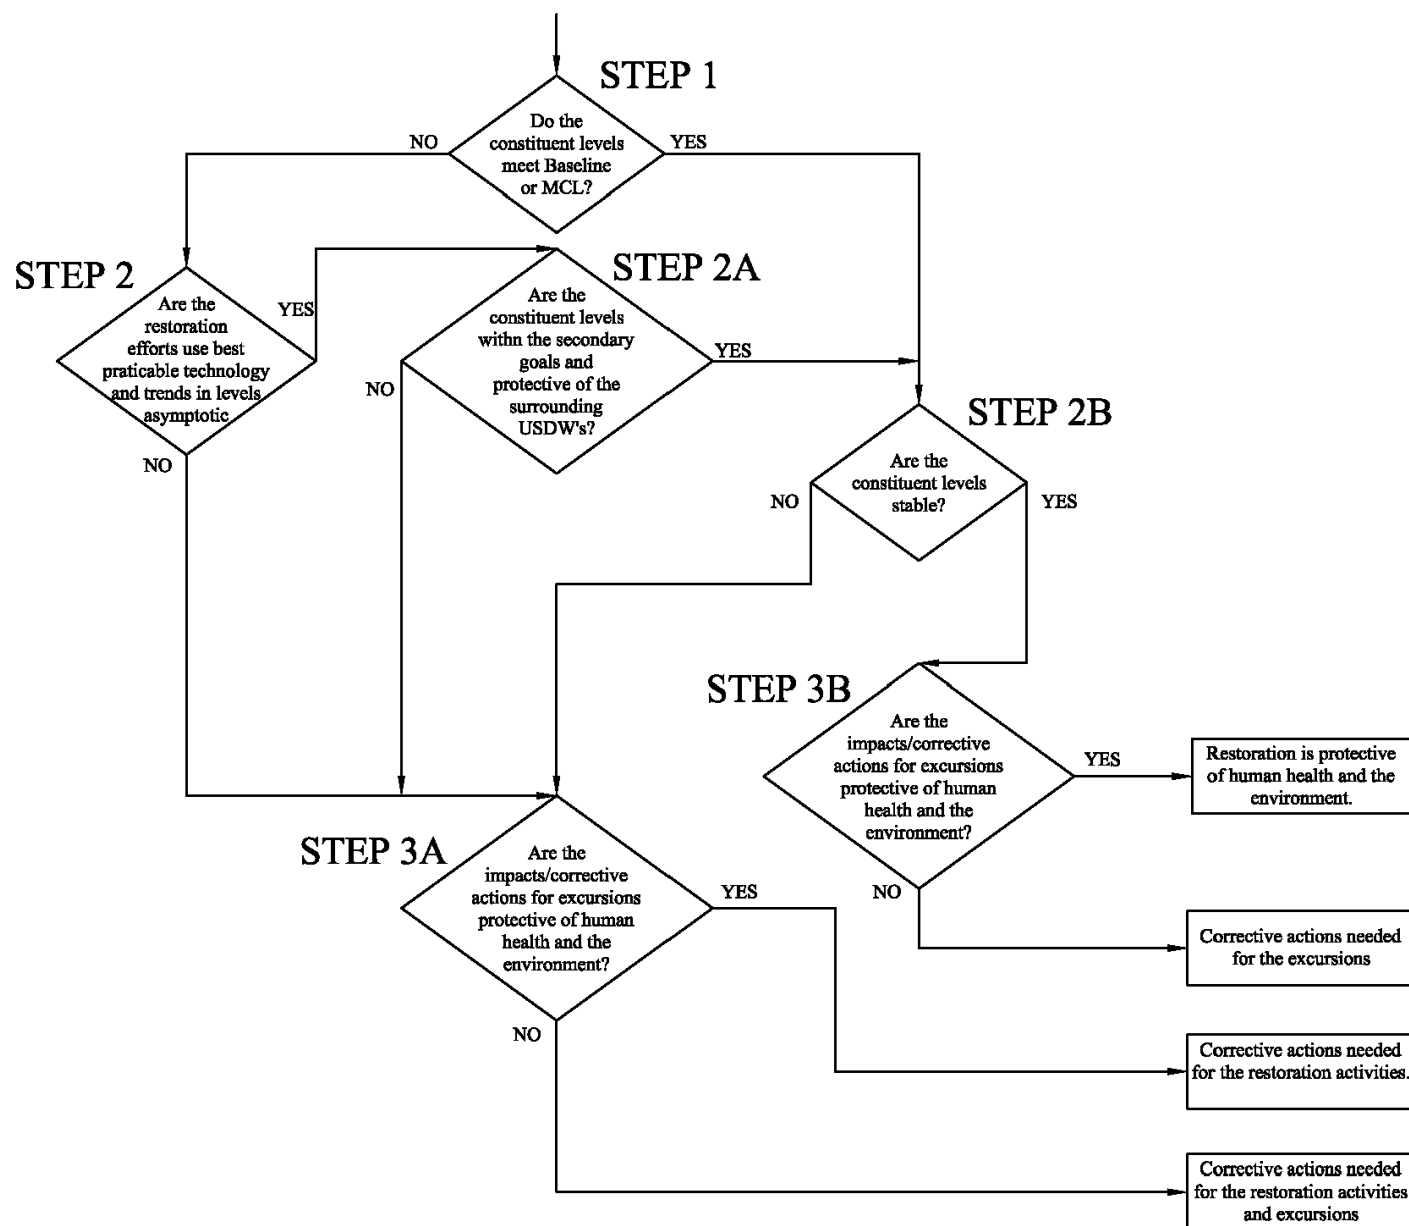 STEP 1
Do the
constituent levels
meet Baseline
or MCL?
NO
YES
STEP 2
Are the
restoration
efforts use best
praticable technology
and trends in levels
asymptotic
YES
NO
STEP 2A
Are the
constituent levels
withn the secondary
goals and
protective of the
surrounding
USDW's?
YES
NO
STEP 2B
Are the
constituent levels
stable?
NO
YES
STEP 3B
Are the
impacts/corrective
actions for excursions
protective of human
health and the
environment?
YES
NO
Restoration is protective
of human health and the
environment.
STEP 3A
Are the
impacts/corrective
actions for excursions
protective of human
health and the
environment?
YES
NO
Corrective actions needed
for the excursions
Corrective actions needed
for the restoration activities.
Corrective actions needed
for the restoration activities
and excursions